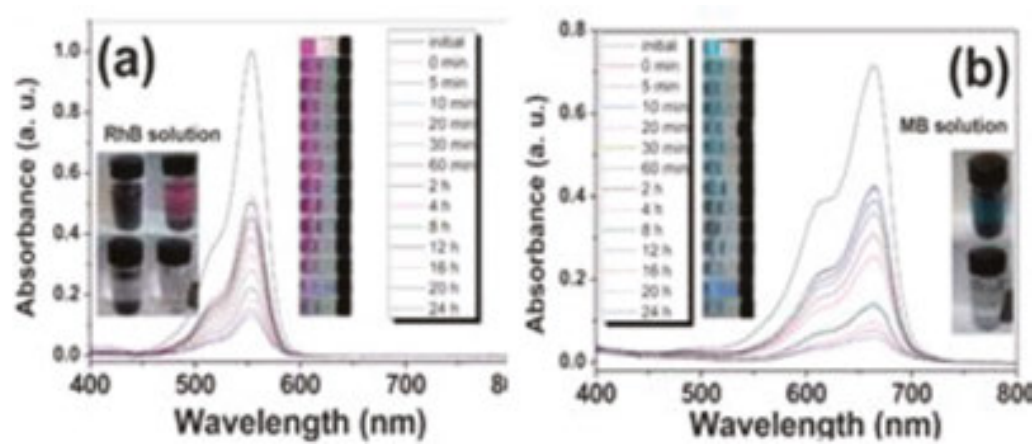 (a)
RhB solution
Absorbance (a. u.)
1.0
0.8
0.6
0.4
0.2
0.0
400
500
600
700
Wavelength (nm)
initial
0 min
5 min
10 min
20 min
30 min
60 min
2 h
4 h
8 h
12 h
16 h
20 h
24 h
(b)
MB solution
Absorbance (a. u.)
0.8
0.6
0.4
0.2
0.0
400
500
600
700
800
Wavelength (nm)
initial
0 min
5 min
10 min
20 min
30 min
60 min
2 h
4 h
8 h
12 h
16 h
20 h
24 h